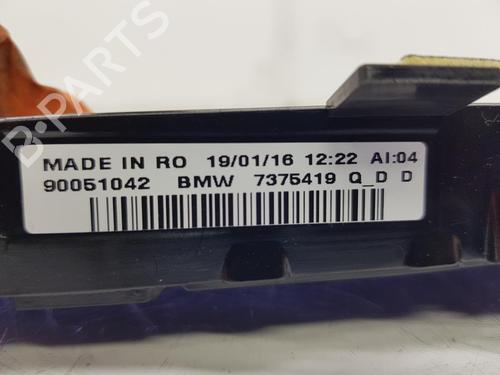 B-PARTS
MADE IN RO 19/01/16 12:22 AI:04
90051042 BMW 7375419 Q_D D